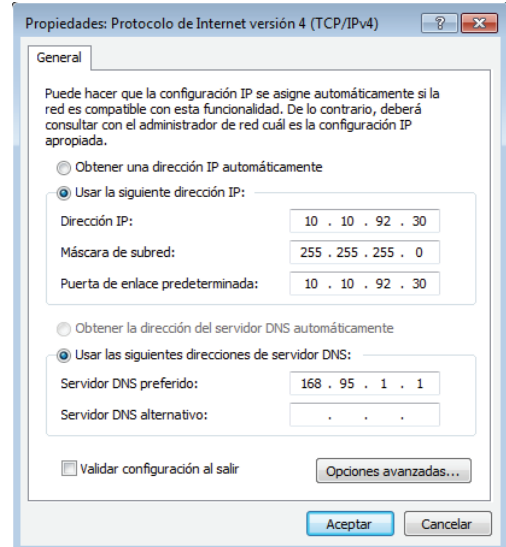 Propiedades: Protocolo de Internet versión 4 (TCP/IPv4)
General
Puede hacer que la configuración IP se asigne automáticamente si la
red es compatible con esta funcionalidad. De lo contrario, deberá
consultar con el administrador de red cuál es la configuración IP
apropiada.
Obtener una dirección IP automáticamente
Usar la siguiente dirección IP:
Dirección IP: 10 . 10 . 92 . 30
Máscara de subred: 255 . 255 . 255 . 0
Puerta de enlace predeterminada: 10 . 10 . 92 . 30
Obtener la dirección del servidor DNS automáticamente
Usar las siguientes direcciones de servidor DNS:
Servidor DNS preferido: 168 . 95 . 1 . 1
Servidor DNS alternativo: . . .
Validar configuración al salir Opciones avanzadas...
Aceptar Cancelar